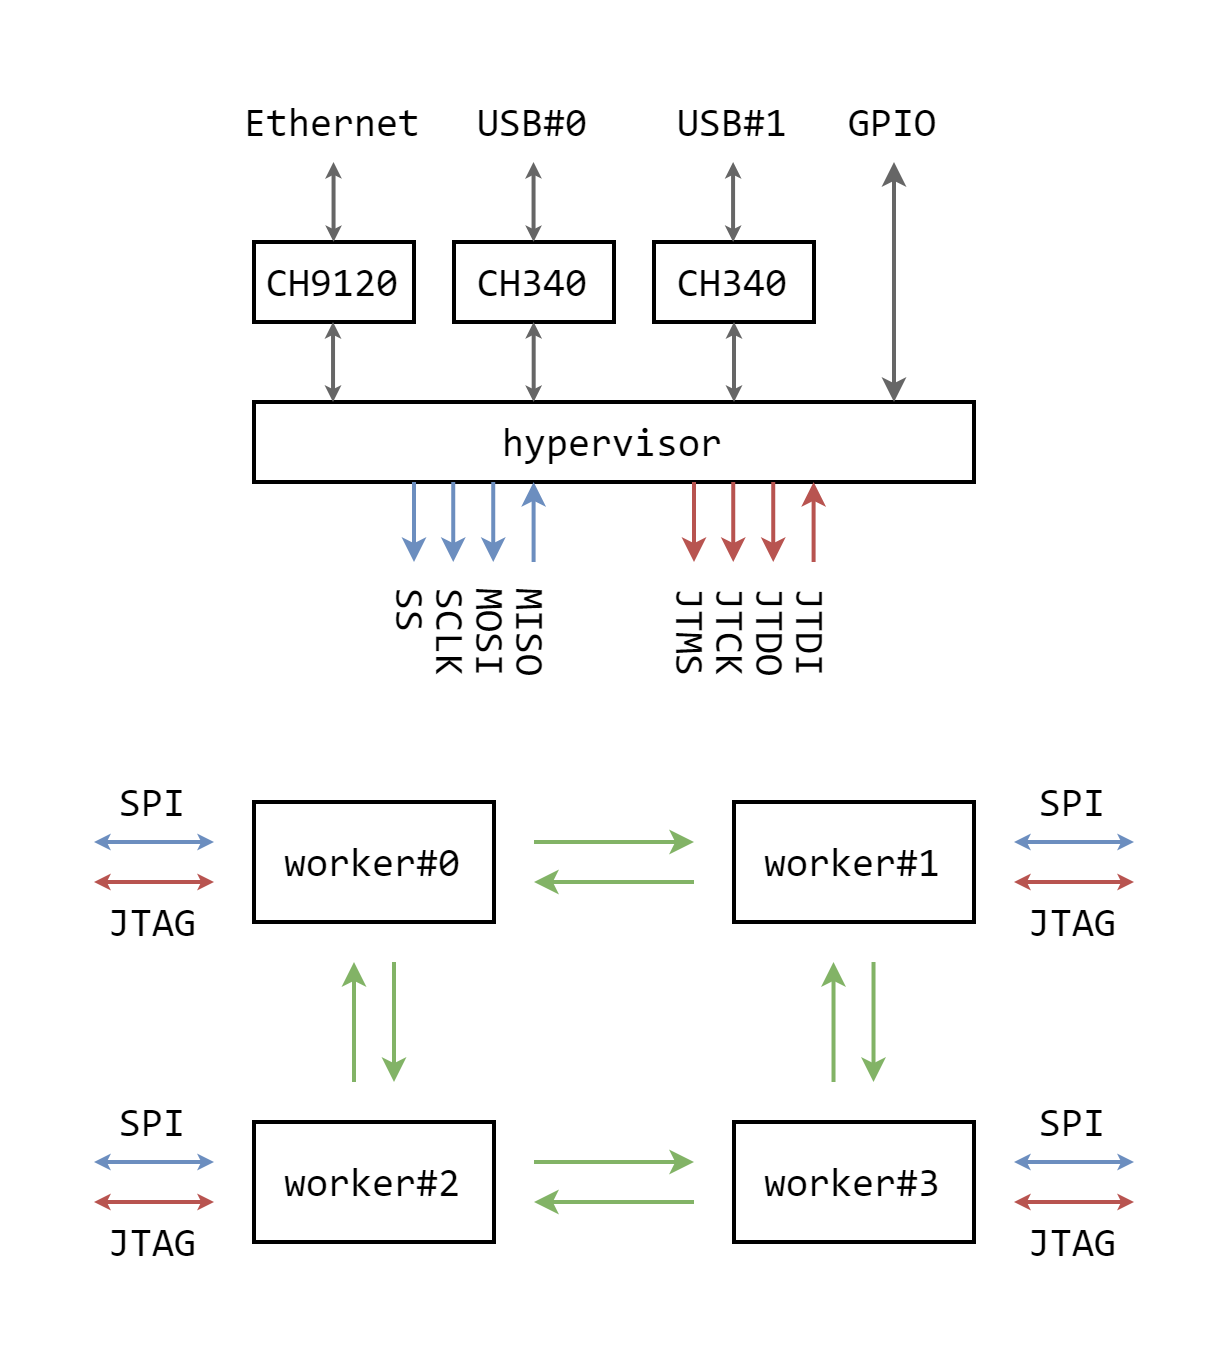 Ethernet USB#0 USB#1 GPIO
CH9120 CH340 CH340
hypervisor
SS SCLK MOSI MISO JTMS JTCK JTDO JTDI
SPI worker#0 worker#1 SPI
JTAG JTAG
SPI worker#2 worker#3 SPI
JTAG JTAG